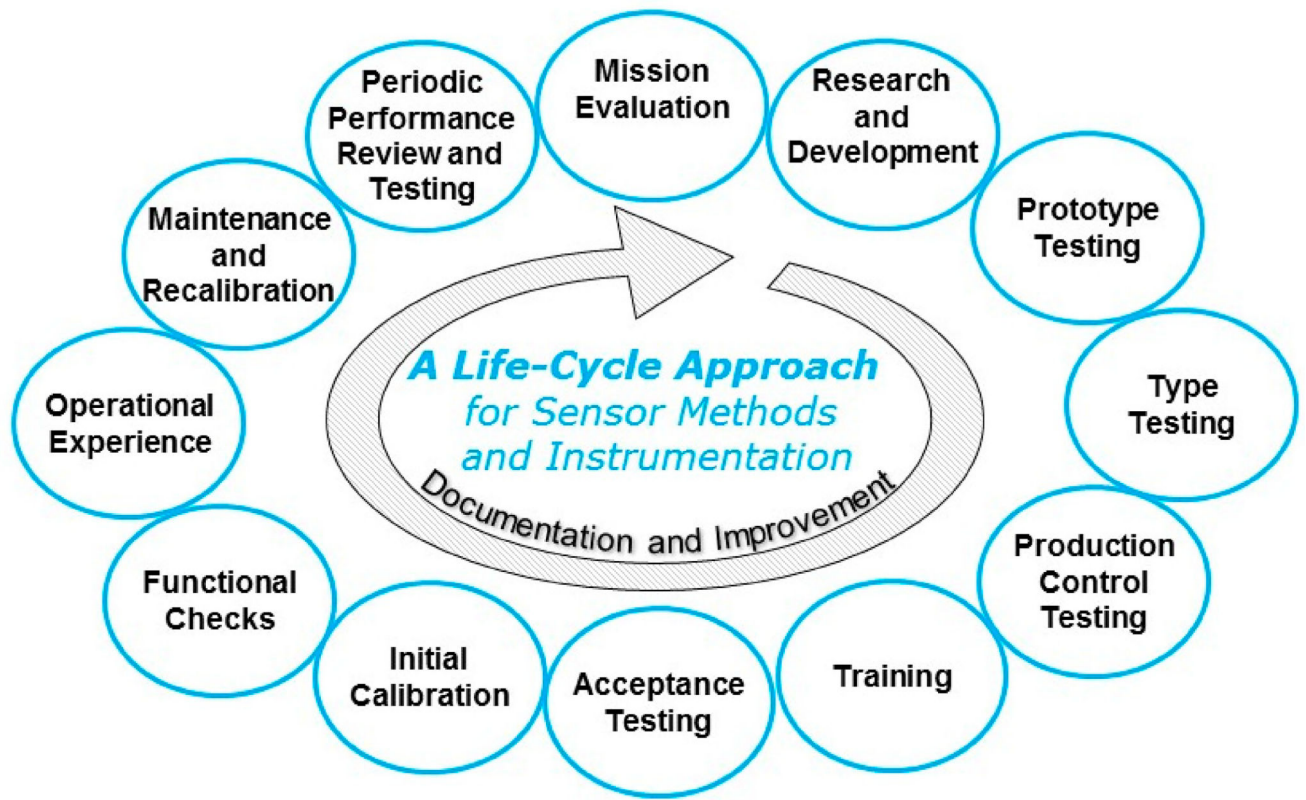 Mission
Evaluation
Research
and
Development
Prototype
Testing
Type
Testing
Production
Control
Testing
Training
Acceptance
Testing
Initial
Calibration
Functional
Checks
Operational
Experience
Maintenance
and
Recalibration
Periodic
Performance
Review and
Testing
A Life-Cycle Approach
for Sensor Methods
and Instrumentation
Documentation and Improvement